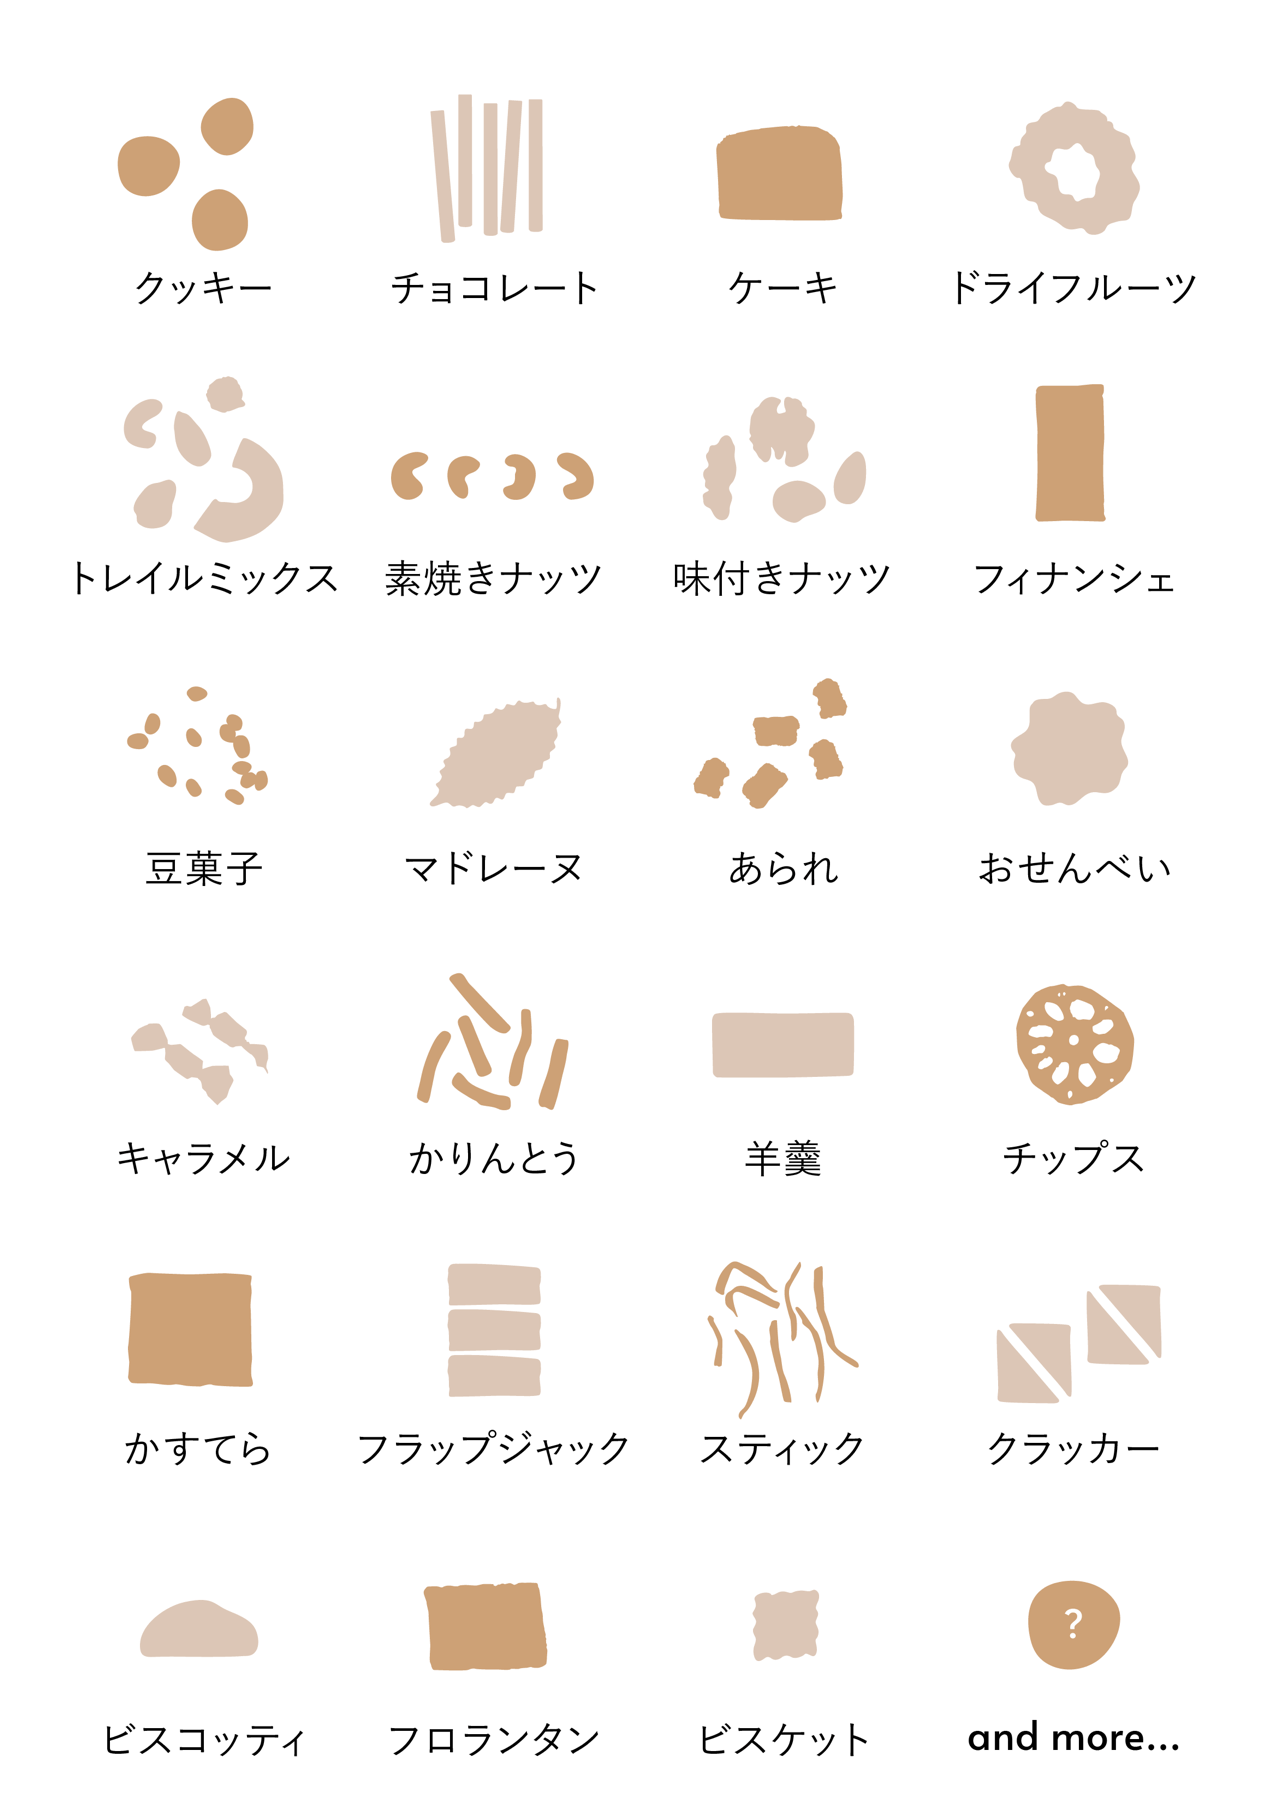 クッキー
チョコレート
ケーキ
ドライフルーツ
トレイルミックス
素焼きナッツ
味付きナッツ
フィナンシェ
豆菓子
マドレーヌ
あられ
おせんべい
キャラメル
かりんとう
羊羹
チップス
かすてら
フラップジャック
スティック
クラッカー
ビスコッティ
フロランタン
ビスケット
?
and more...